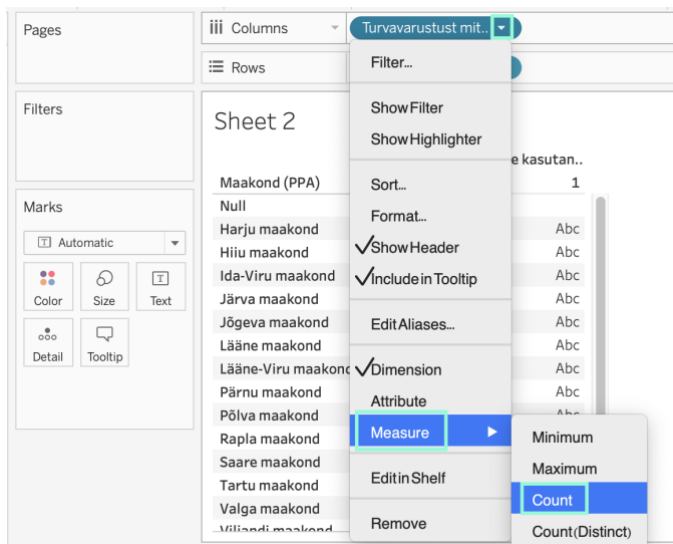 Pages
iii Columns
Turvavarustust mit..
Rows
Filters
Sheet 2
e kasutan..
Maakond (PPA)
1
Null
Harju maakond
Abc
Hiiu maakond
Abc
Ida-Viru maakond
Abc
Järva maakond
Abc
Jõgeva maakond
Abc
Lääne maakond
Abc
Lääne-Viru maakond
Abc
Pärnu maakond
Abc
Põlva maakond
Abc
Rapla maakond
Saare maakond
Tartu maakond
Valga maakond
Viljandi maakond
Marks
T Automatic
Color
Size
T
Text
Detail
Tooltip
Filter...
Show Filter
Show Highlighter
Sort...
Format...
Show Header
Include in Tooltip
Edit Aliases...
Dimension
Attribute
Measure
Edit in Shelf
Remove
Minimum
Maximum
Count
Count (Distinct)